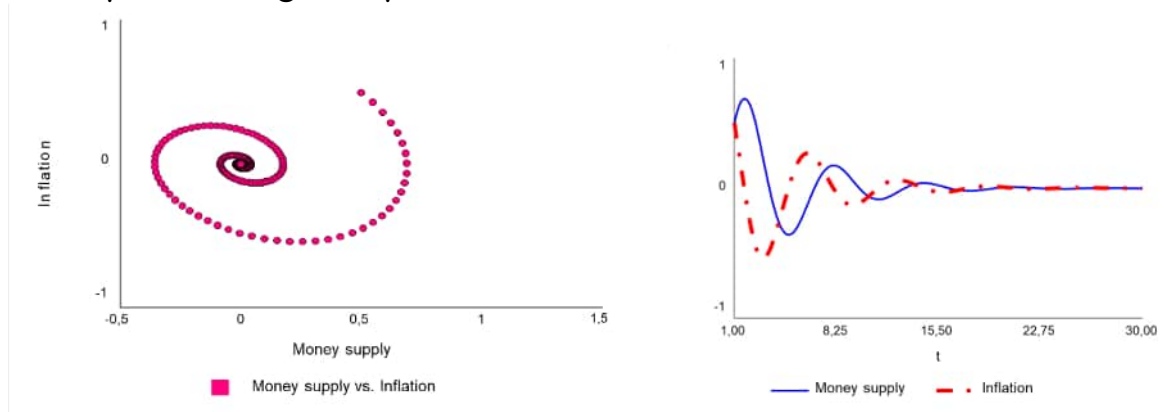 1
0
-1
Inflation
-0,5 0 0,5 1 1,5
Money supply
Money supply vs. Inflation
1
0
-1
1,00 8,25 15,50 22,75 30,00
t
Money supply Inflation